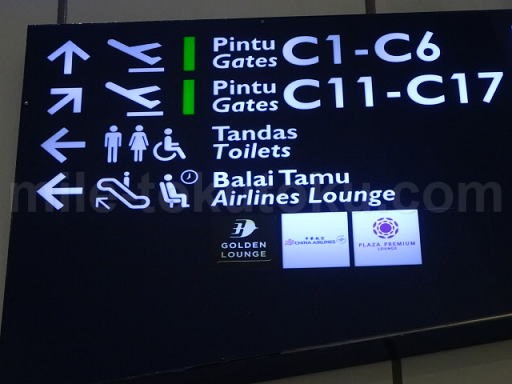 Pintu
Gates
C1-C6
Pintu
Gates
C11-C17
Tandas
Toilets
Balai Tamu
Airlines Lounge
GOLDEN
LOUNGE
CHINA AIRLINES
PLAZA PREMIUM
LOUNGE